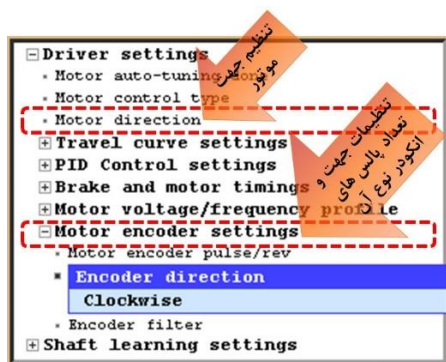 Driver settings
Motor auto-tuning done
Motor control type
Motor direction
Travel curve settings
PID Control settings
Brake and motor timings
Motor voltage/frequency profile
Motor encoder settings
Motor encoder pulse/rev
Encoder direction
Clockwise
Encoder filter
Shaft learning settings
تنظیم جهت
موتور
تنظیمات جهت و
تعداد پالس های
انکودر نوع آن